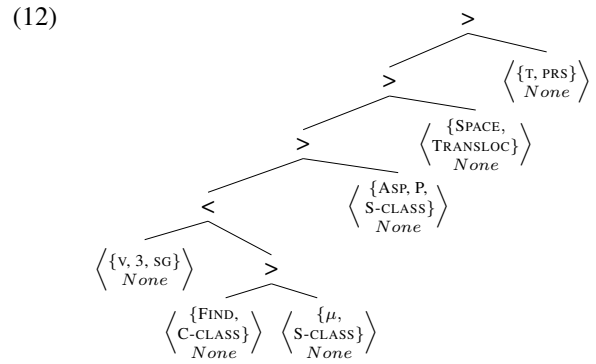 (12)
>
>
⟨{T, PRS}
None⟩
>
⟨{SPACE,
TRANSLOC}
None⟩
<
⟨{ASP, P,
S-CLASS}
None⟩
⟨{V, 3, SG}
None⟩
>
⟨{FIND,
C-CLASS}
None⟩
⟨{μ,
S-CLASS}
None⟩